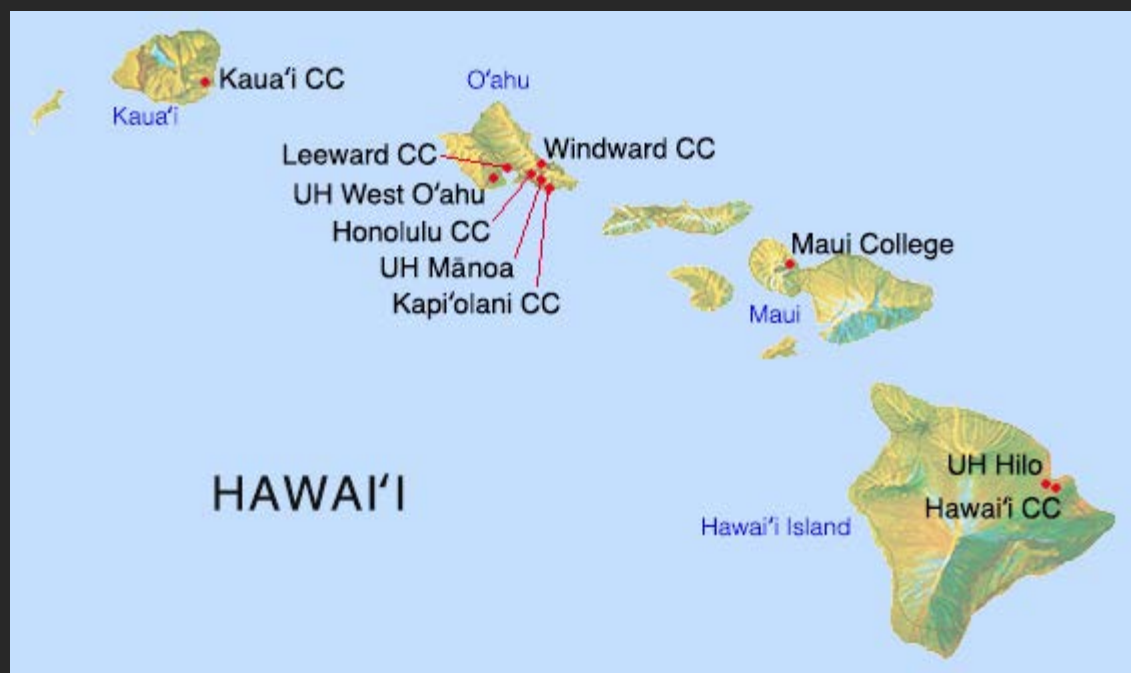 Kauaʻi CC
Oʻahu
Kauaʻi
Windward CC
Leeward CC
UH West Oʻahu
Honolulu CC
Maui College
UH Mānoa
Kapiʻolani CC
Maui
UH Hilo
HAWAIʻI
Hawaiʻi CC
Hawaiʻi Island